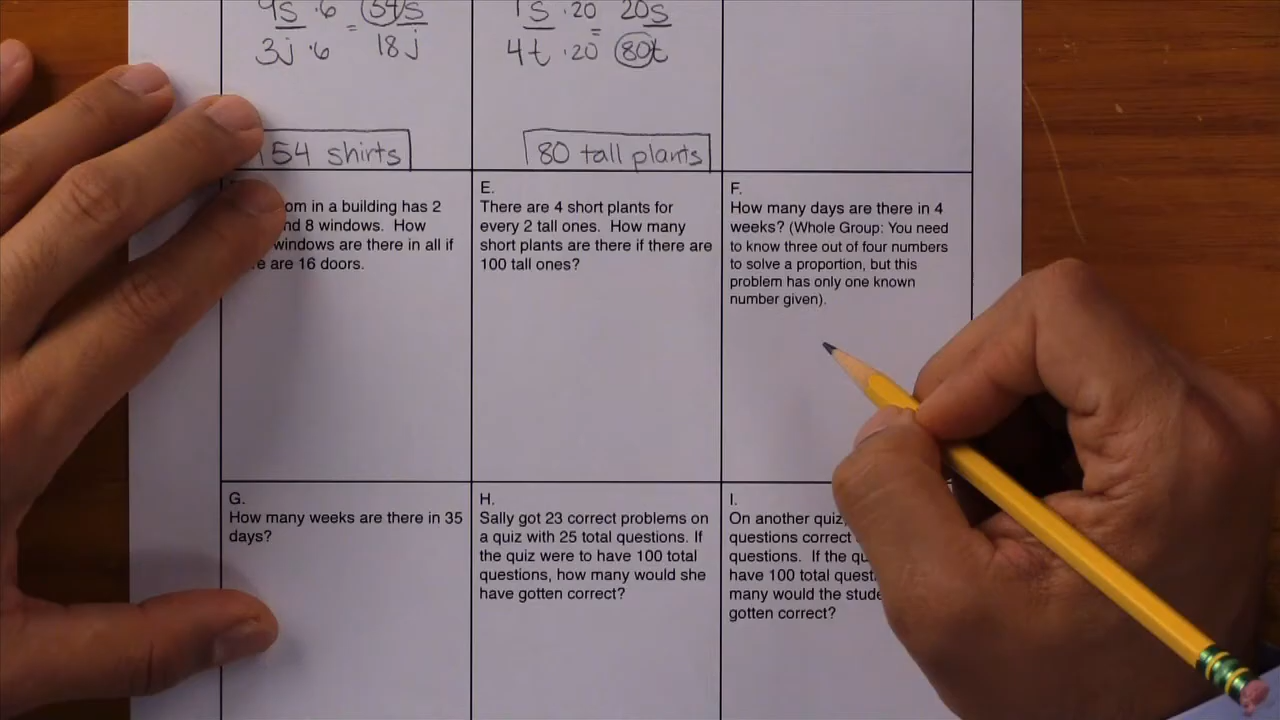 9s ·6 = 54s
3j ·6 18j
54 shirts
1s ·20 = 20s
4t ·20 80t
80 tall plants
om in a building has 2
nd 8 windows. How
windows are there in all if
e are 16 doors.
E.
There are 4 short plants for
every 2 tall ones. How many
short plants are there if there are
100 tall ones?
F.
How many days are there in 4
weeks? (Whole Group: You need
to know three out of four numbers
to solve a proportion, but this
problem has only one known
number given).
G.
How many weeks are there in 35
days?
H.
Sally got 23 correct problems on
a quiz with 25 total questions. If
the quiz were to have 100 total
questions, how many would she
have gotten correct?
I.
On another quiz,
questions correct
questions. If the qu
have 100 total quest
many would the stude
gotten correct?